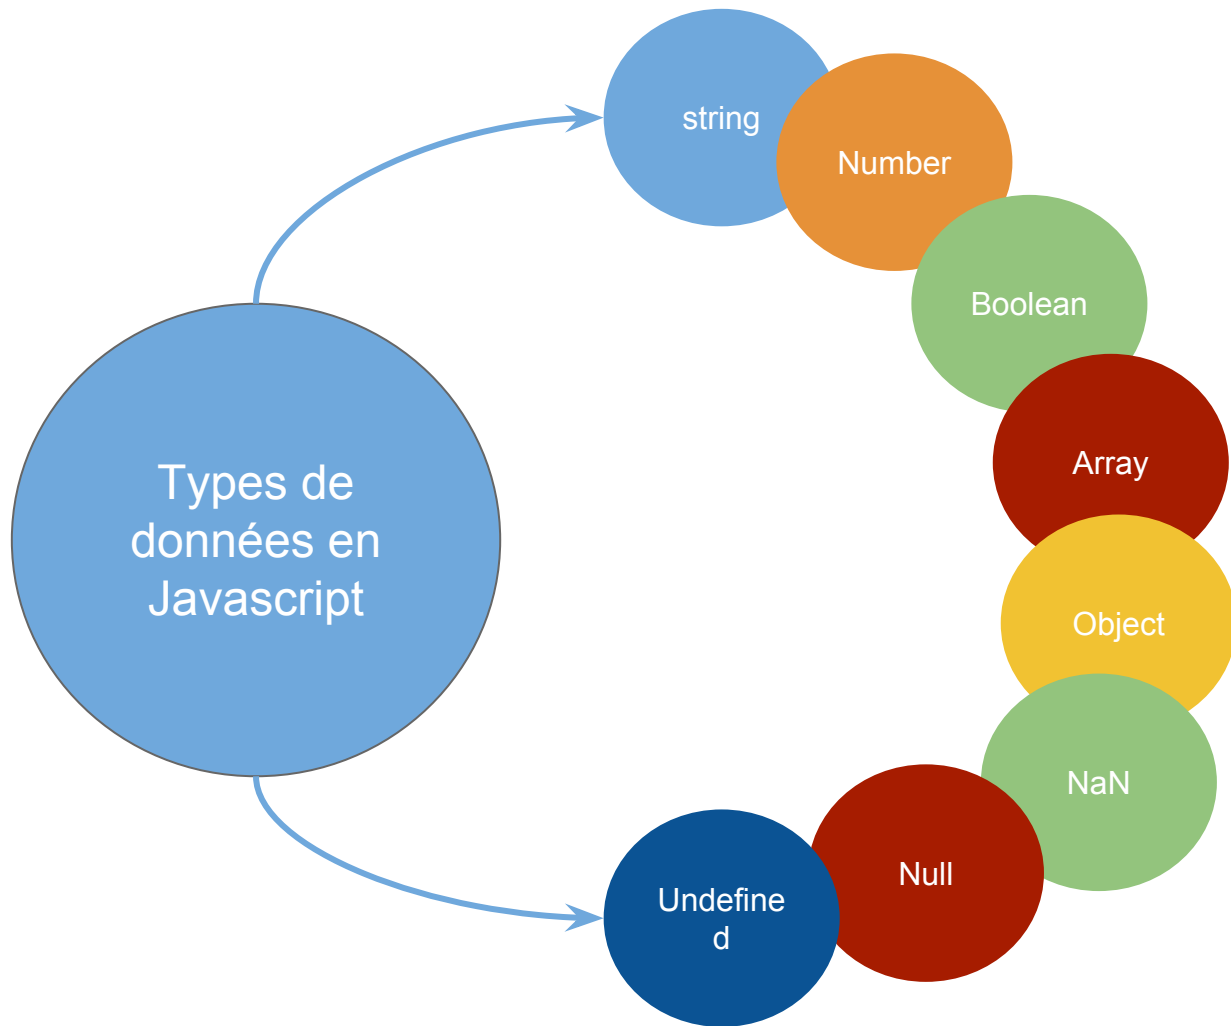 string
Number
Boolean
Array
Types de
données en
Javascript
Object
NaN
Null
Undefine
d